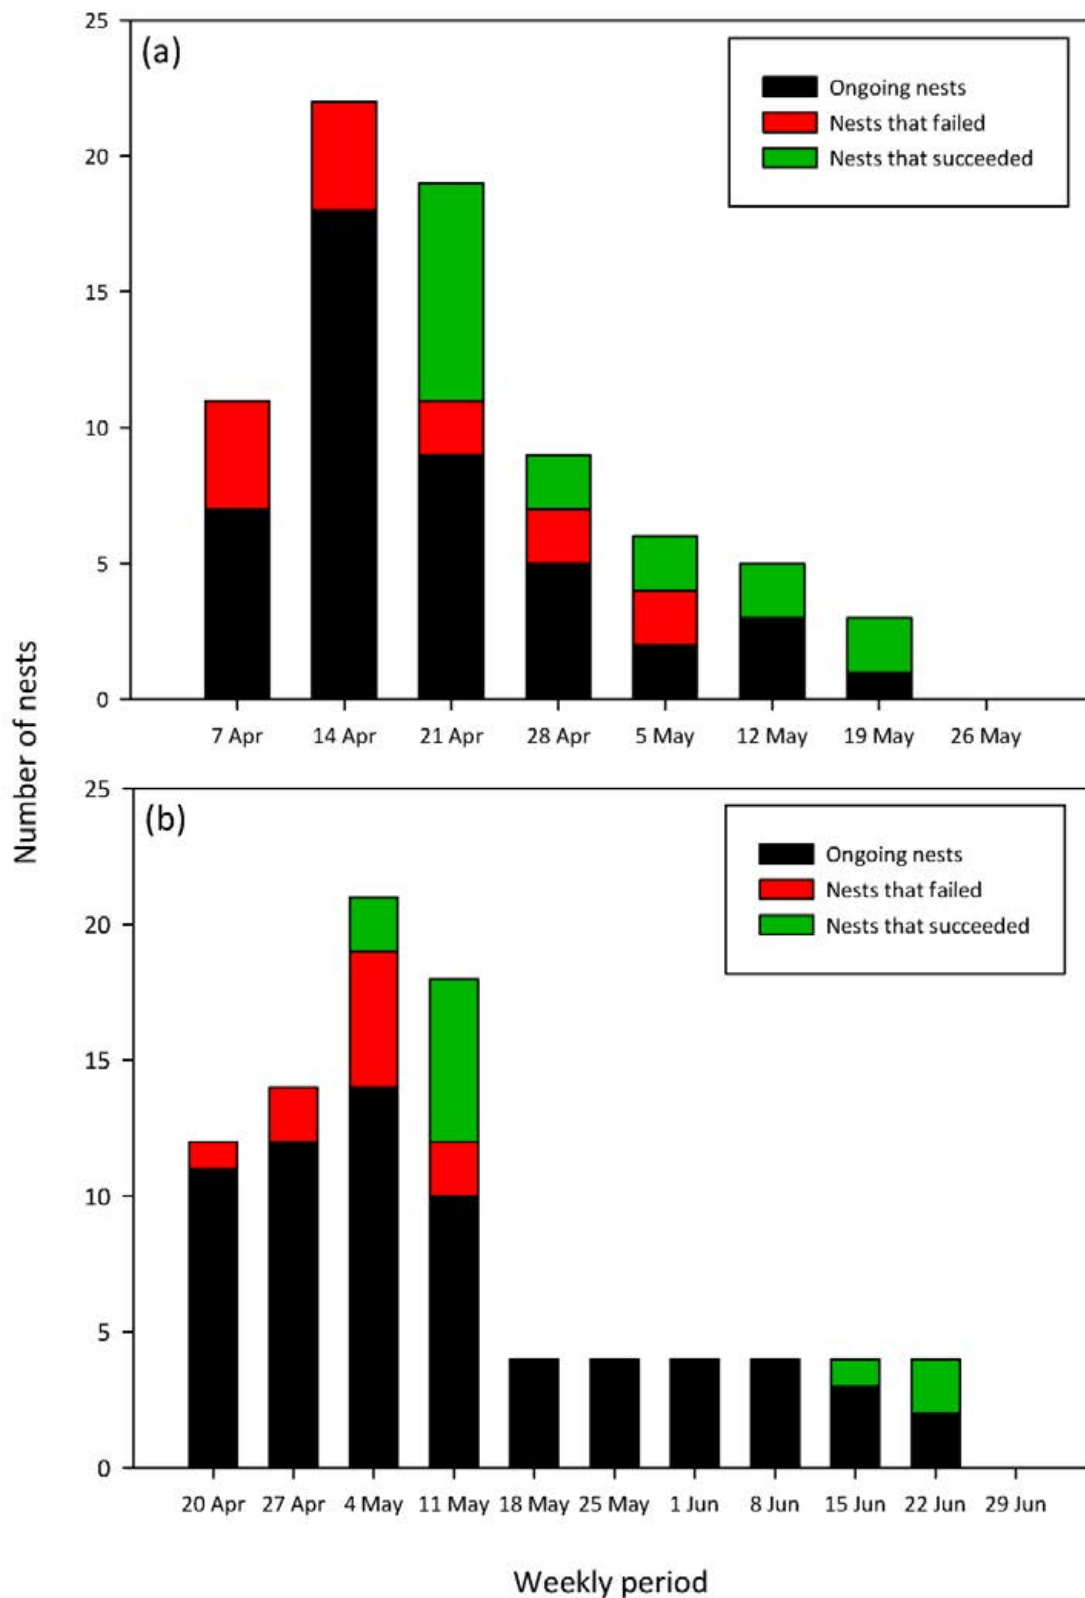 25
(a)
Ongoing nests
Nests that failed
Nests that succeeded
20
15
10
5
0
7 Apr 14 Apr 21 Apr 28 Apr 5 May 12 May 19 May 26 May
Number of nests
25
(b)
Ongoing nests
Nests that failed
Nests that succeeded
20
15
10
5
0
20 Apr 27 Apr 4 May 11 May 18 May 25 May 1 Jun 8 Jun 15 Jun 22 Jun 29 Jun
Weekly period